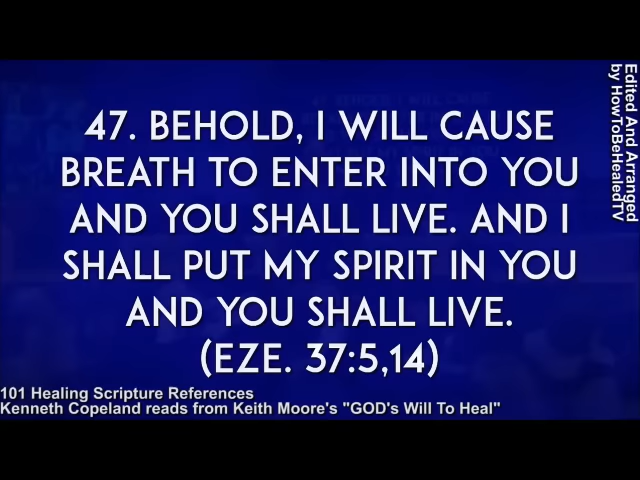 47. BEHOLD, I WILL CAUSE
BREATH TO ENTER INTO YOU
AND YOU SHALL LIVE. AND I
SHALL PUT MY SPIRIT IN YOU
AND YOU SHALL LIVE.
(EZE. 37:5,14)
101 Healing Scripture References
Kenneth Copeland reads from Keith Moore's "GOD's Will To Heal"
Edited And Arranged
by HowToBeHealedTV